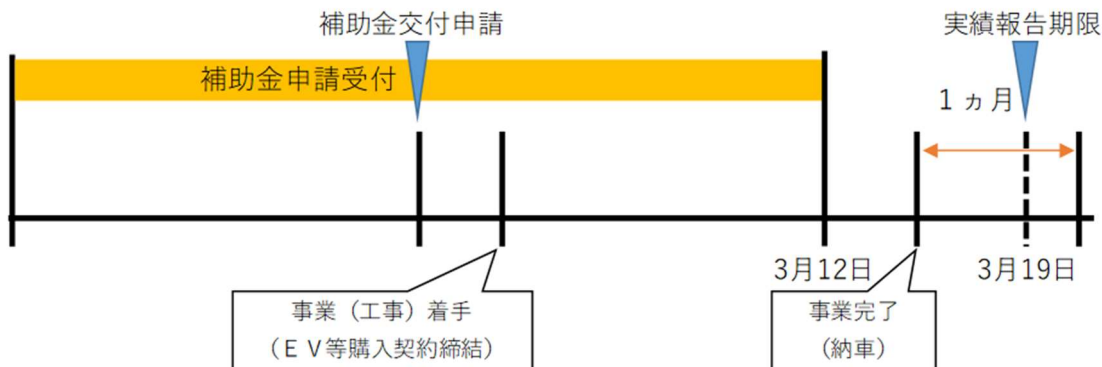 補助金交付申請
実績報告期限
補助金申請受付
1 ヵ月
3月12日
3月19日
事業（工事）着手
（ＥＶ等購入契約締結）
事業完了
（納車）